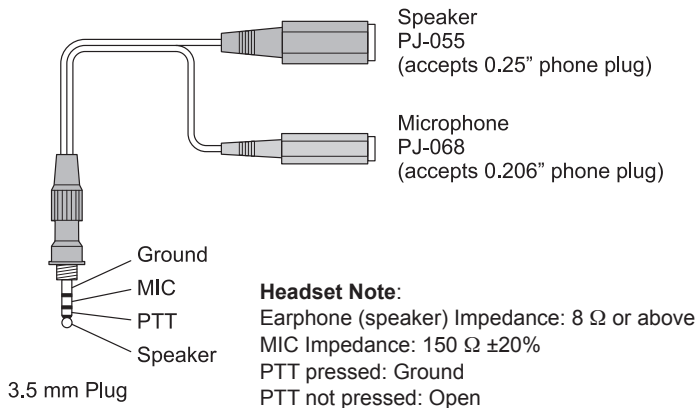 Speaker
PJ-055
(accepts 0.25” phone plug)
Microphone
PJ-068
(accepts 0.206” phone plug)
Ground
MIC
PTT
Speaker
3.5 mm Plug
Headset Note:
Earphone (speaker) Impedance: 8 Ω or above
MIC Impedance: 150 Ω ±20%
PTT pressed: Ground
PTT not pressed: Open